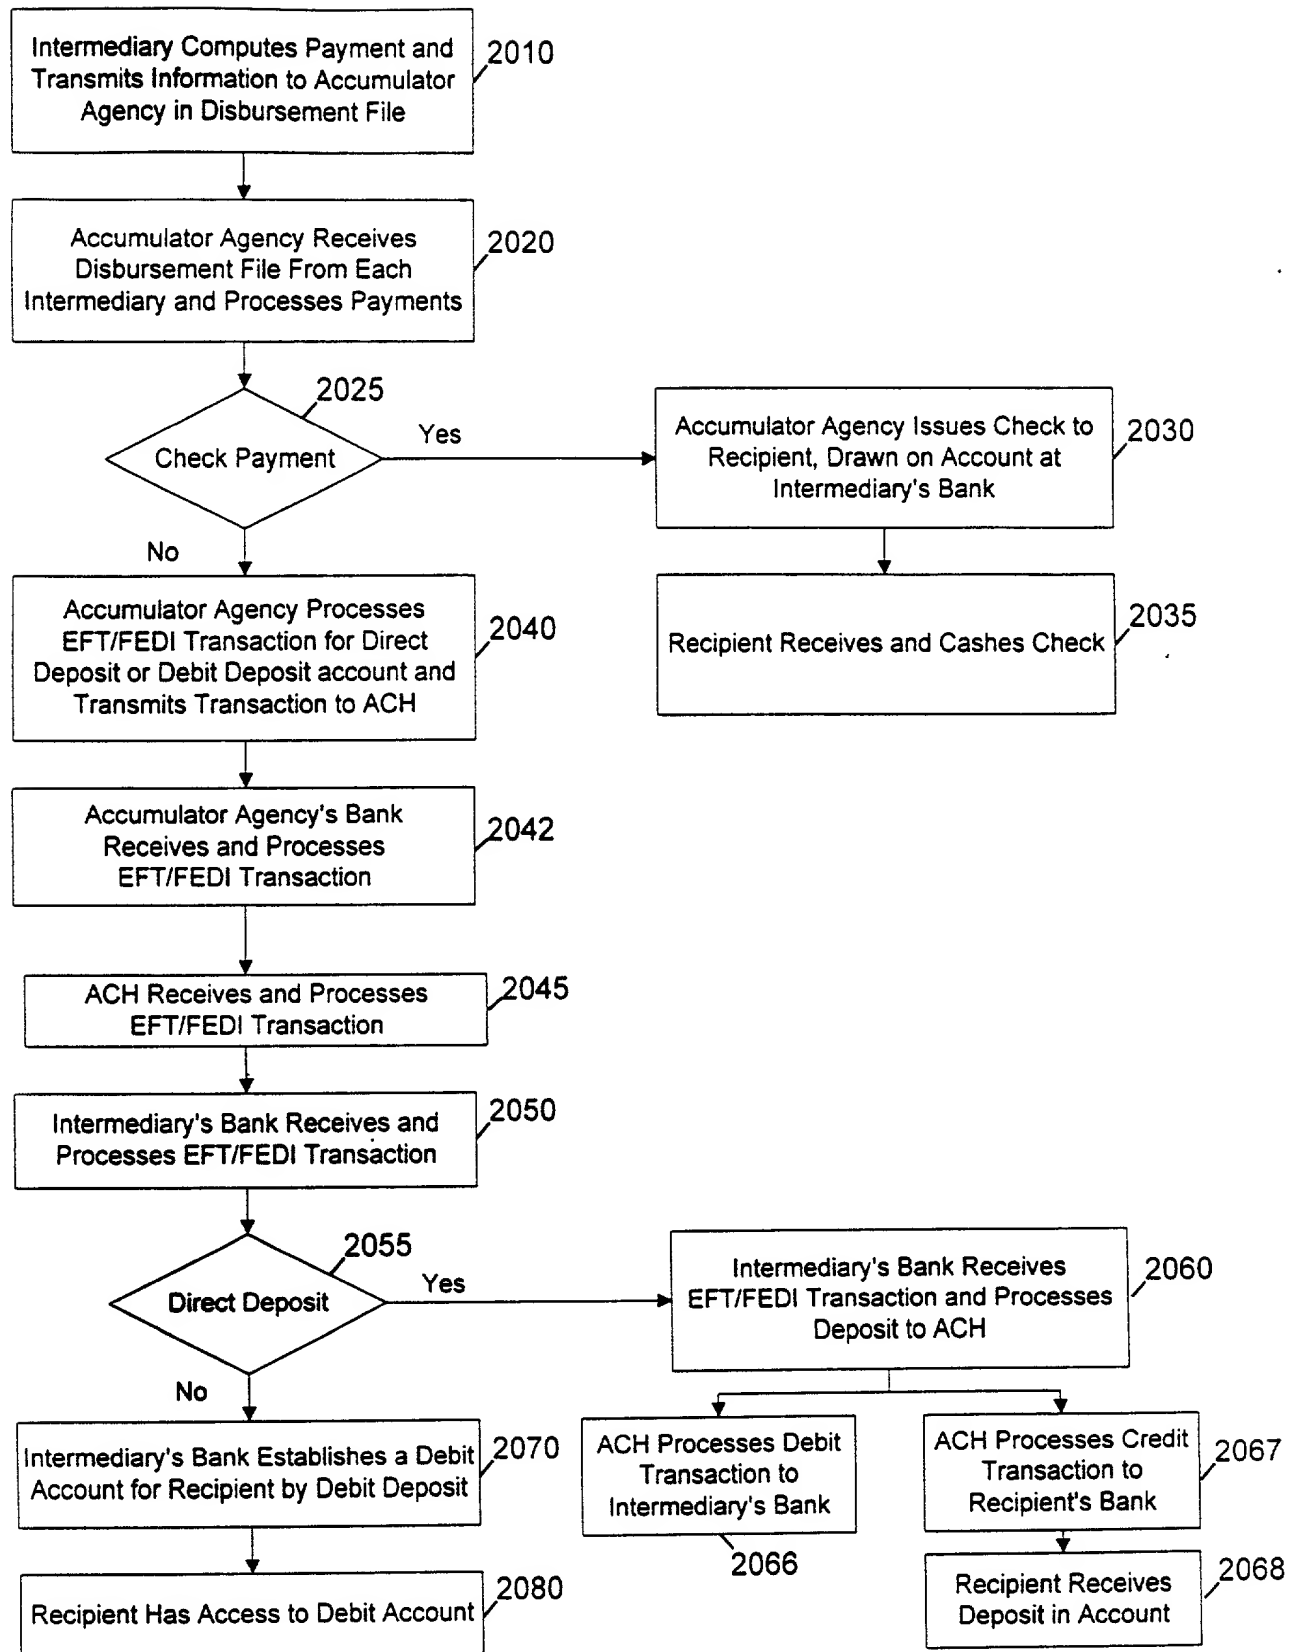 Intermediary Computes Payment and
Transmits Information to Accumulator
Agency in Disbursement File
2010
Accumulator Agency Receives
Disbursement File From Each
Intermediary and Processes Payments
2020
2025
Check Payment
Yes
Accumulator Agency Issues Check to
Recipient, Drawn on Account at
Intermediary's Bank
2030
No
Recipient Receives and Cashes Check
2035
Accumulator Agency Processes
EFT/FEDI Transaction for Direct
Deposit or Debit Deposit account and
Transmits Transaction to ACH
2040
Accumulator Agency's Bank
Receives and Processes
EFT/FEDI Transaction
2042
ACH Receives and Processes
EFT/FEDI Transaction
2045
Intermediary's Bank Receives and
Processes EFT/FEDI Transaction
2050
2055
Direct Deposit
Yes
Intermediary's Bank Receives
EFT/FEDI Transaction and Processes
Deposit to ACH
2060
No
Intermediary's Bank Establishes a Debit
Account for Recipient by Debit Deposit
2070
ACH Processes Debit
Transaction to
Intermediary's Bank
2066
ACH Processes Credit
Transaction to
Recipient's Bank
2067
Recipient Has Access to Debit Account
2080
Recipient Receives
Deposit in Account
2068